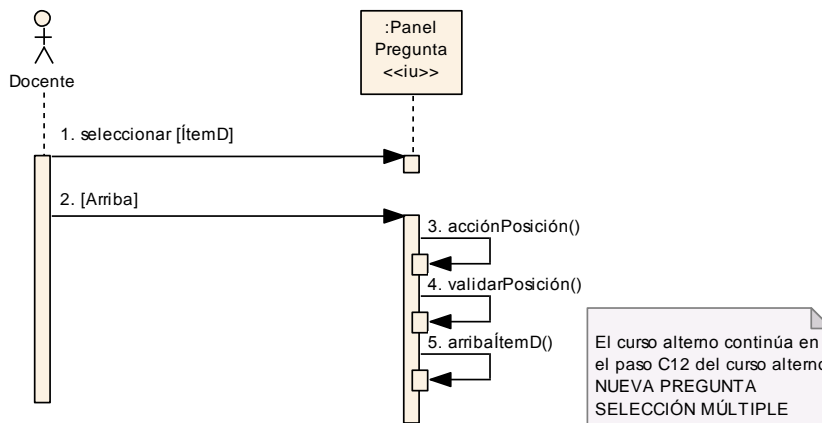 :Panel
Pregunta
<<iu>>
Docente
1. seleccionar [ÍtemD]
2. [Arriba]
3. acciónPosición()
4. validarPosición()
5. arribaÍtemD()
El curso alterno continúa en
el paso C12 del curso alterno
NUEVA PREGUNTA
SELECCIÓN MÚLTIPLE